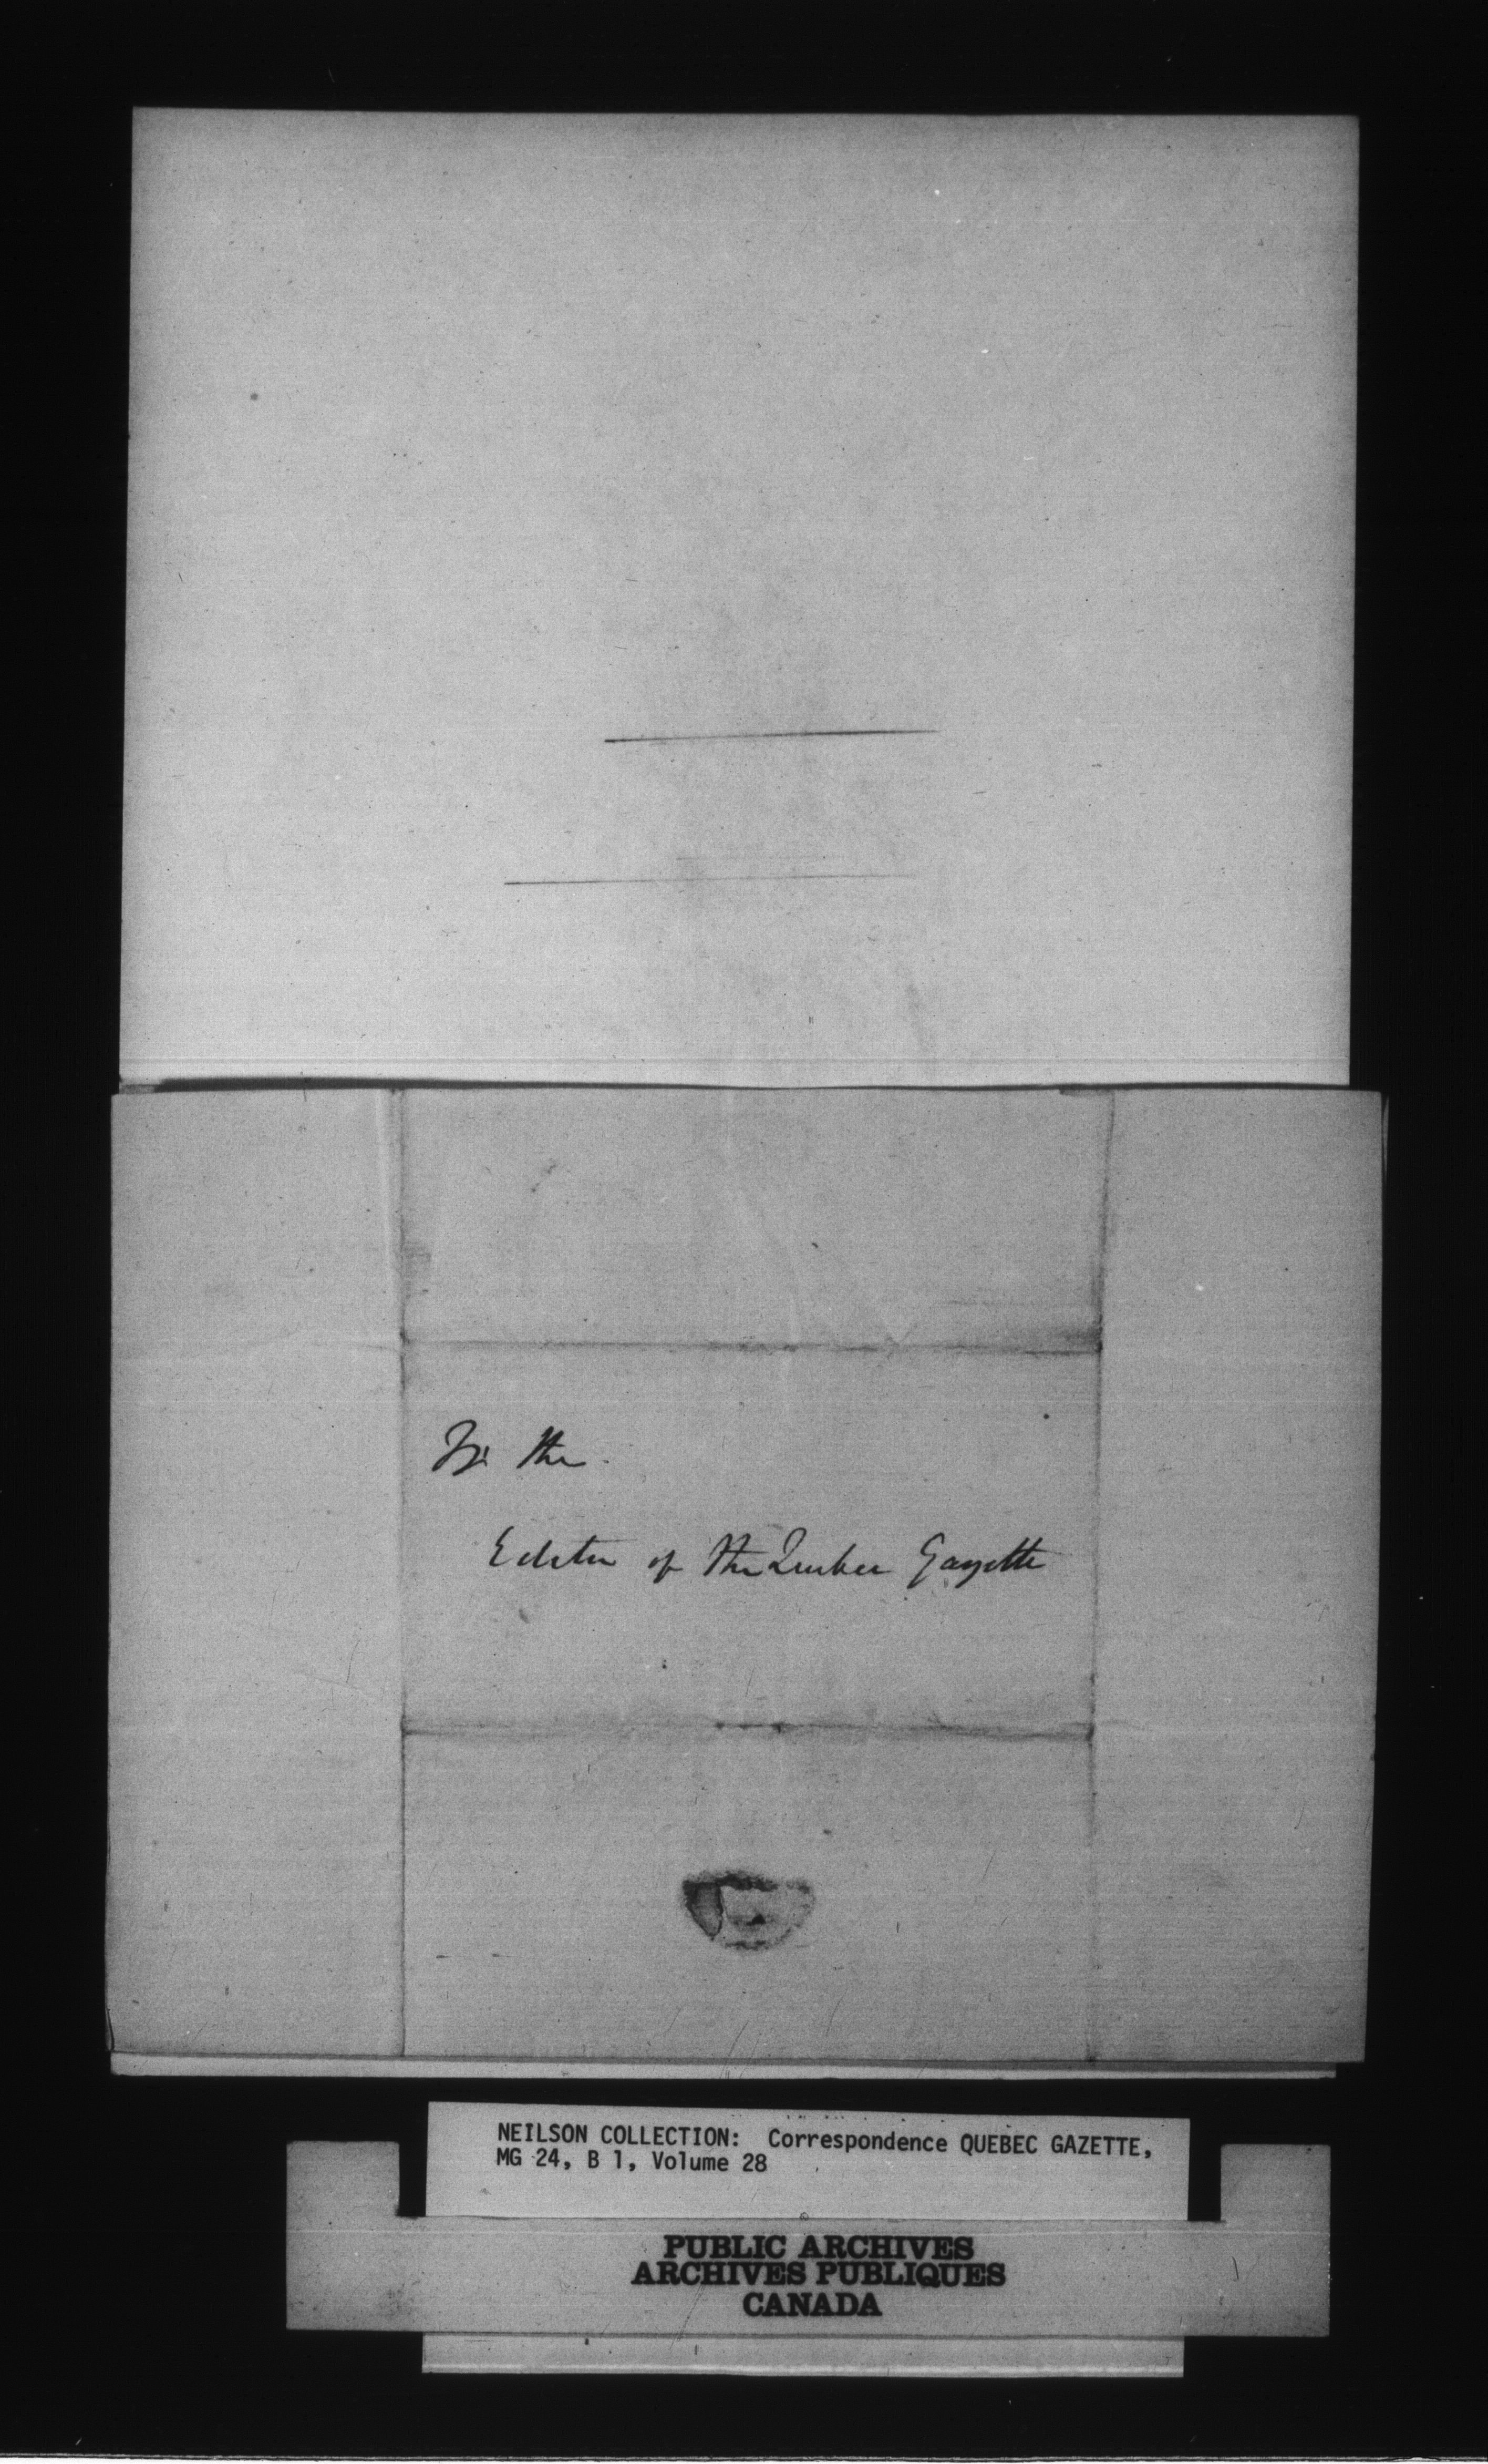 To the
Editor of the Quebec Gazette
NEILSON COLLECTION: Correspondence QUEBEC GAZETTE,
MG 24, B 1, Volume 28
PUBLIC ARCHIVES
ARCHIVES PUBLIQUES
CANADA